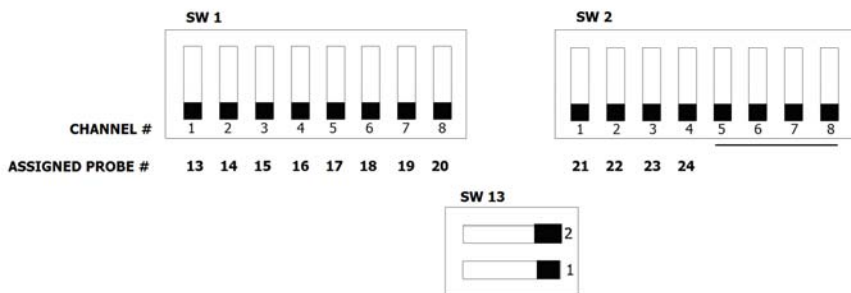 SW 1
SW 2
CHANNEL # 1 2 3 4 5 6 7 8 1 2 3 4 5 6 7 8
ASSIGNED PROBE # 13 14 15 16 17 18 19 20 21 22 23 24
SW 13
2
1